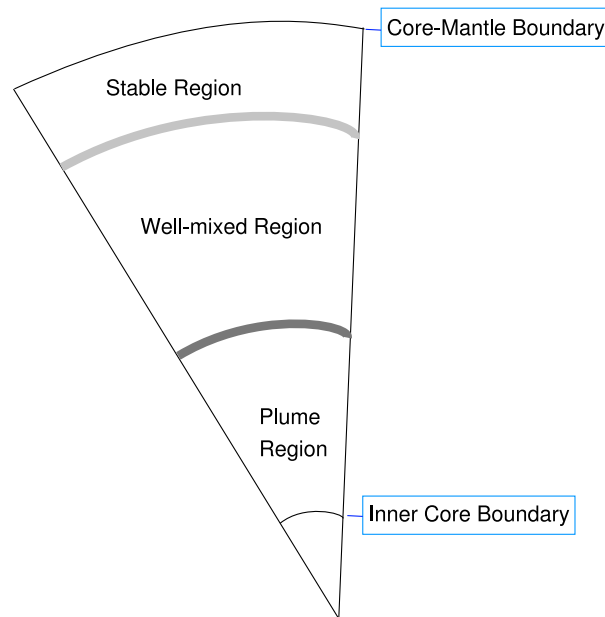 Core-Mantle Boundary
Stable Region
Well-mixed Region
Plume
Region
Inner Core Boundary